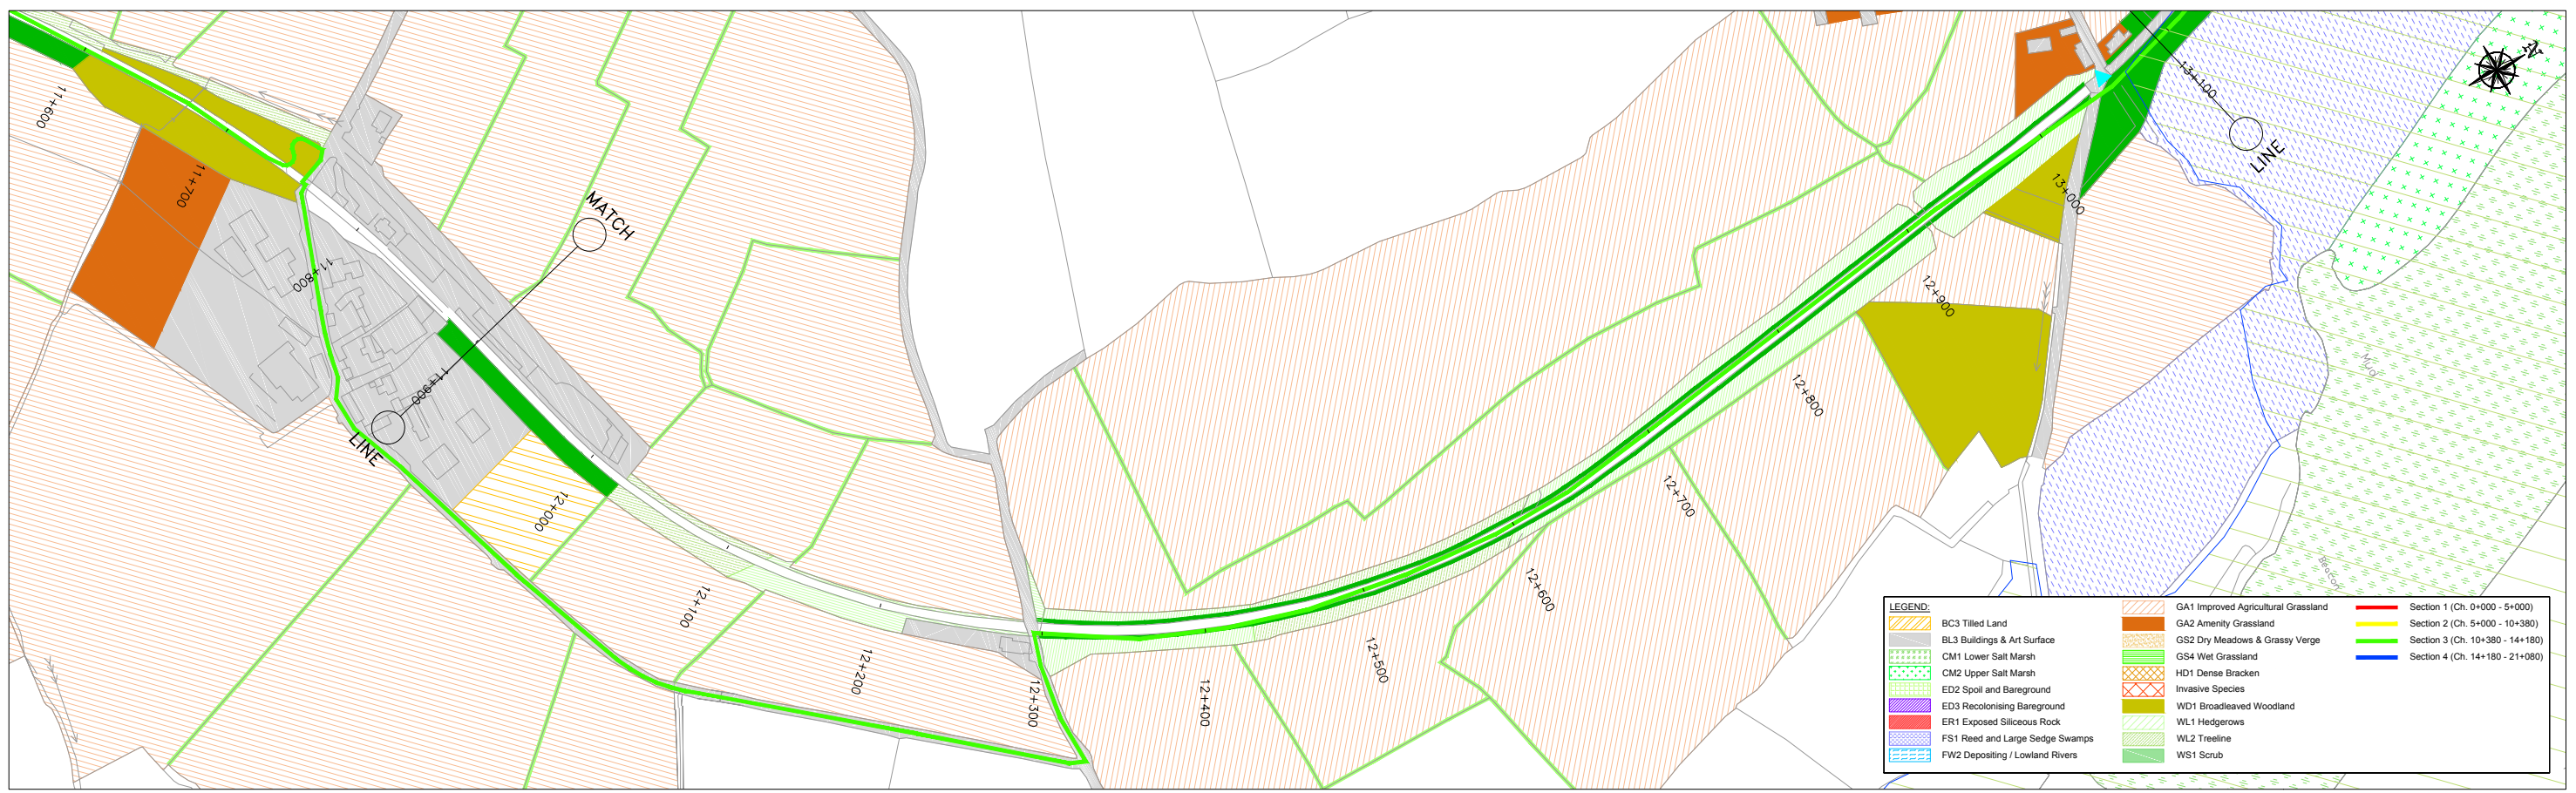 11+600
11+700
11+800
11+900
MATCH
LINE
12+000
12+100
12+200
12+300
12+400
12+500
12+600
12+700
12+800
12+900
13+000
13+100
LINE
N
Mud
Beacon
LEGEND:
BC3 Tilled Land
BL3 Buildings & Art Surface
CM1 Lower Salt Marsh
CM2 Upper Salt Marsh
ED2 Spoil and Bareground
ED3 Recolonising Bareground
ER1 Exposed Siliceous Rock
FS1 Reed and Large Sedge Swamps
FW2 Depositing / Lowland Rivers
GA1 Improved Agricultural Grassland
GA2 Amenity Grassland
GS2 Dry Meadows & Grassy Verge
GS4 Wet Grassland
HD1 Dense Bracken
Invasive Species
WD1 Broadleaved Woodland
WL1 Hedgerows
WL2 Treeline
WS1 Scrub
Section 1 (Ch. 0+000 - 5+000)
Section 2 (Ch. 5+000 - 10+380)
Section 3 (Ch. 10+380 - 14+180)
Section 4 (Ch. 14+180 - 21+080)